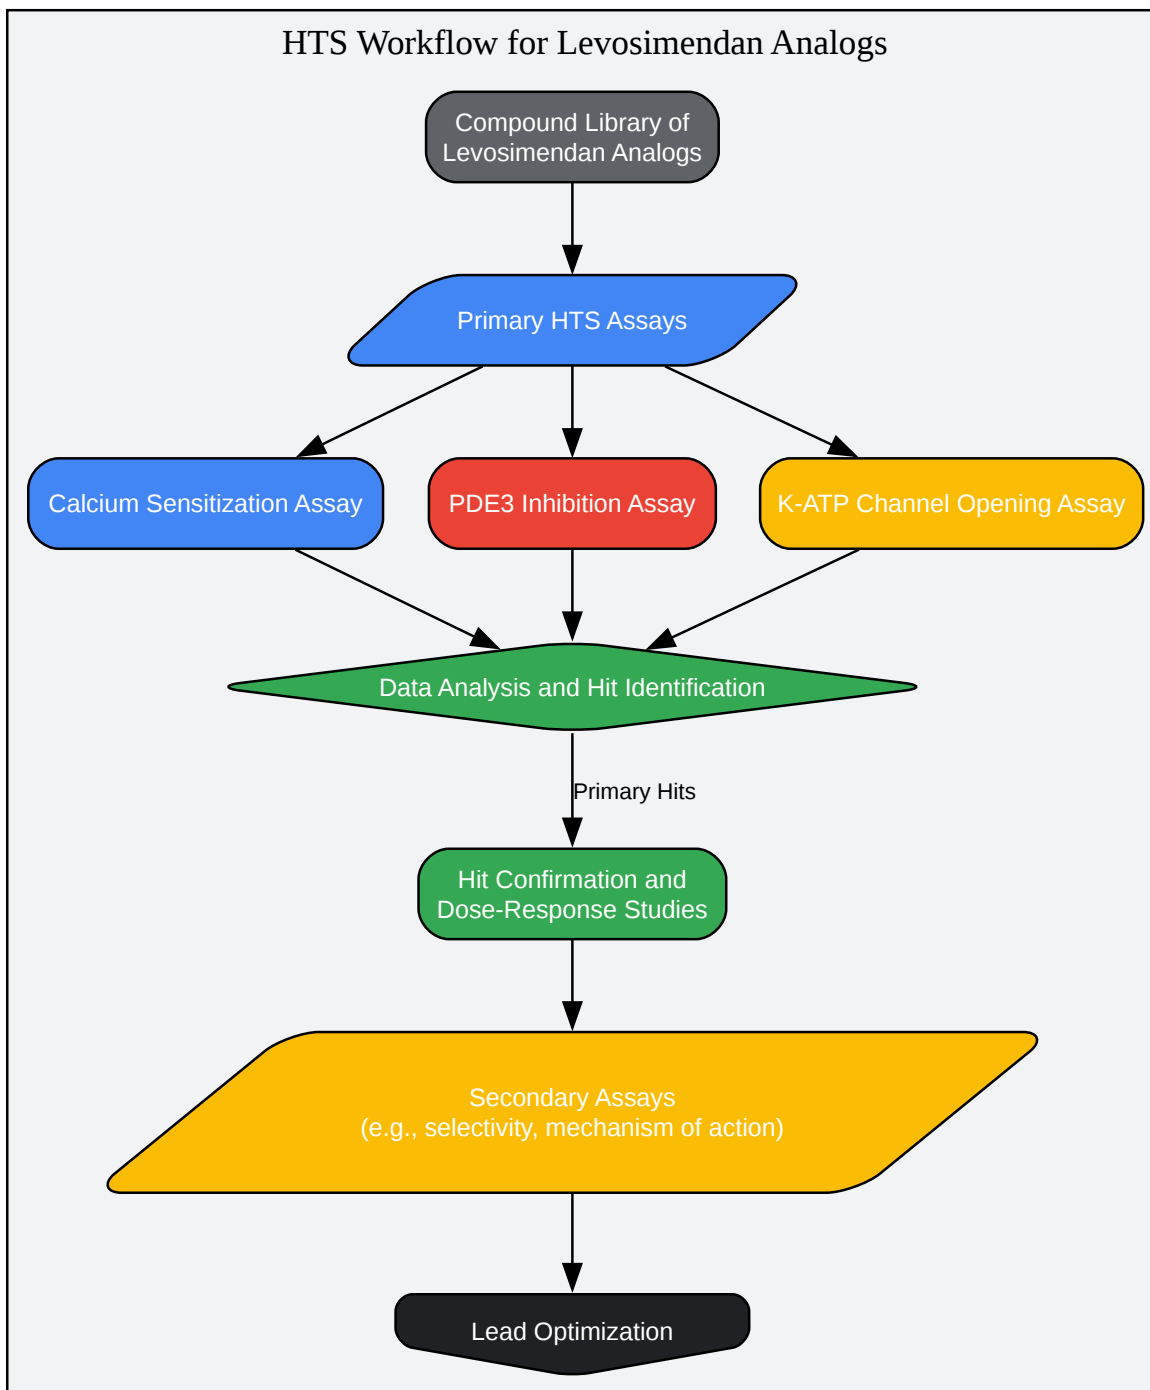 HTS Workflow for Levosimendan Analogs
Compound Library of
Levosimendan Analogs
Primary HTS Assays
Calcium Sensitization Assay
PDE3 Inhibition Assay
K-ATP Channel Opening Assay
Data Analysis and Hit Identification
Primary Hits
Hit Confirmation and
Dose-Response Studies
Secondary Assays
(e.g., selectivity, mechanism of action)
Lead Optimization